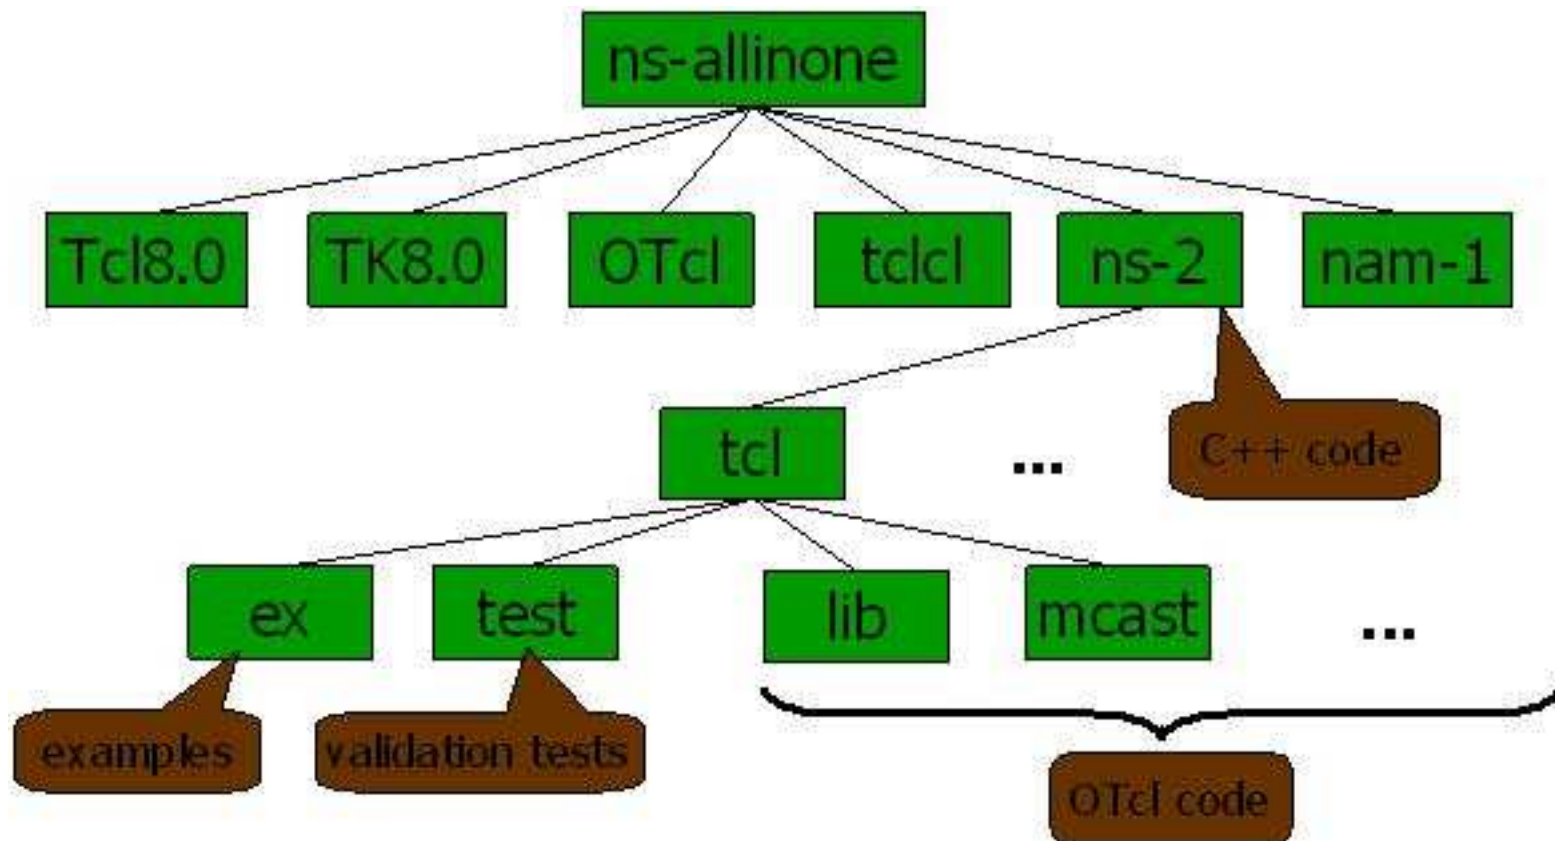 ns-allinone
Tcl8.0 TK8.0 OTcl tclcl ns-2 nam-1
tcl ... C++ code
ex test lib mcast ...
examples validation tests
OTcl code